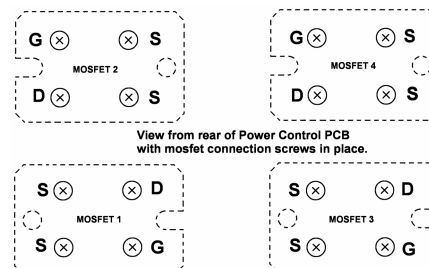 G S G S
MOSFET 2 MOSFET 4
D S D S
View from rear of Power Control PCB
with mosfet connection screws in place.
S D S D
MOSFET 1 MOSFET 3
S G S G